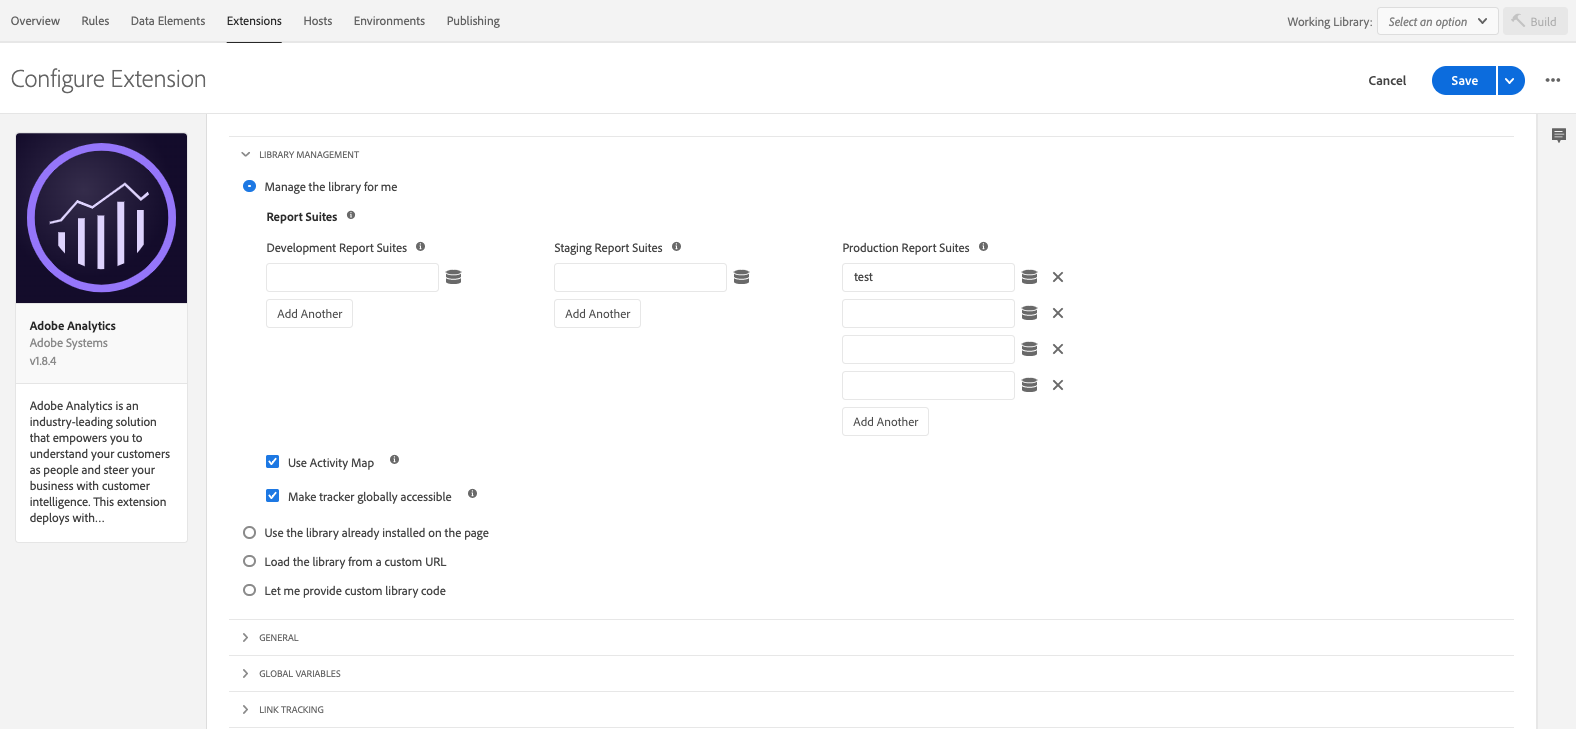 Overview Rules Data Elements Extensions Hosts Environments Publishing Working Library: Select an option Build
Configure Extension Cancel Save
LIBRARY MANAGEMENT
Manage the library for me
Report Suites
Development Report Suites Staging Report Suites Production Report Suites
test
Add Another Add Another
Add Another
Adobe Analytics
Adobe Systems
v1.8.4
Adobe Analytics is an
industry-leading solution
that empowers you to
understand your customers
as people and steer your
business with customer
intelligence. This extension
deploys with...
Use Activity Map
Make tracker globally accessible
Use the library already installed on the page
Load the library from a custom URL
Let me provide custom library code
GENERAL
GLOBAL VARIABLES
LINK TRACKING